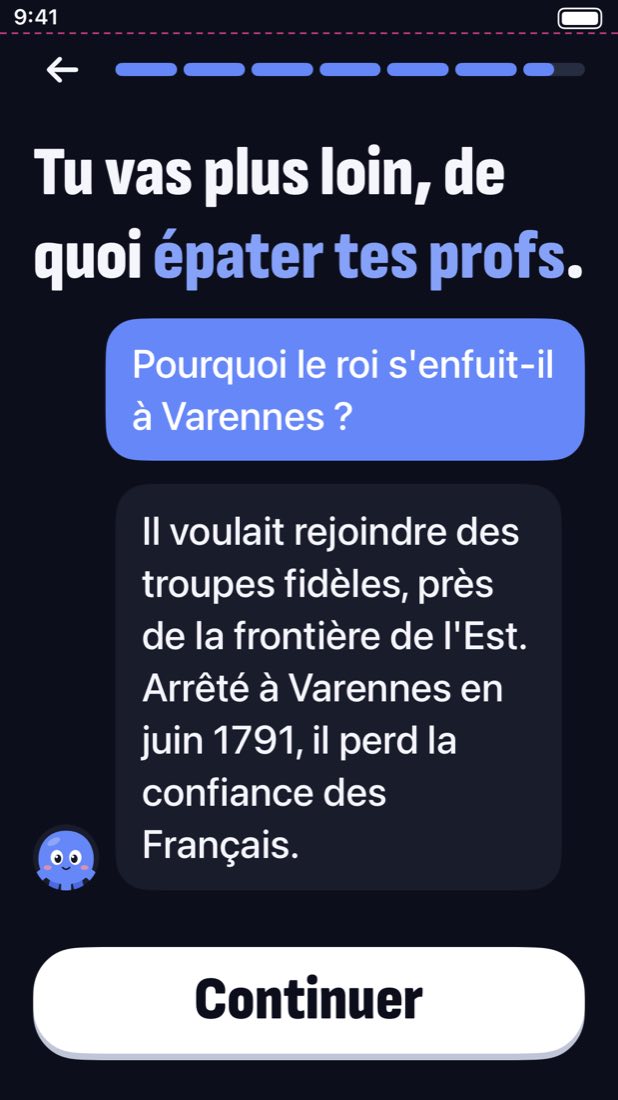 9:41
Tu vas plus loin, de
quoi épater tes profs.
Pourquoi le roi s'enfuit-il
à Varennes ?
Il voulait rejoindre des
troupes fidèles, près
de la frontière de l'Est.
Arrêté à Varennes en
juin 1791, il perd la
confiance des
Français.
Continuer